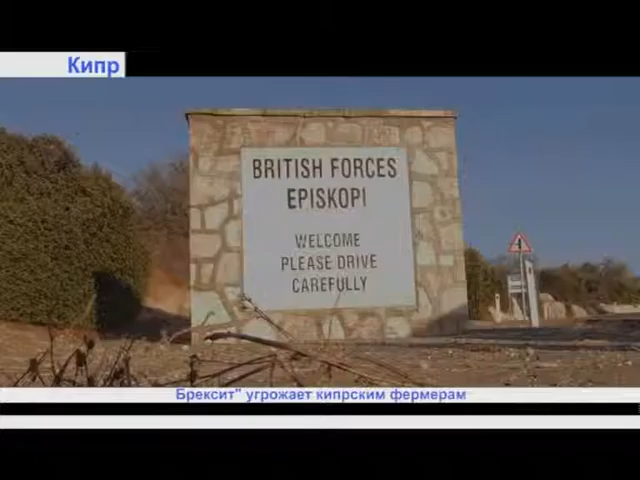 Кипр
BRITISH FORCES
EPISKOPI
WELCOME
PLEASE DRIVE
CAREFULLY
Брексит" угрожает кипрским фермерам